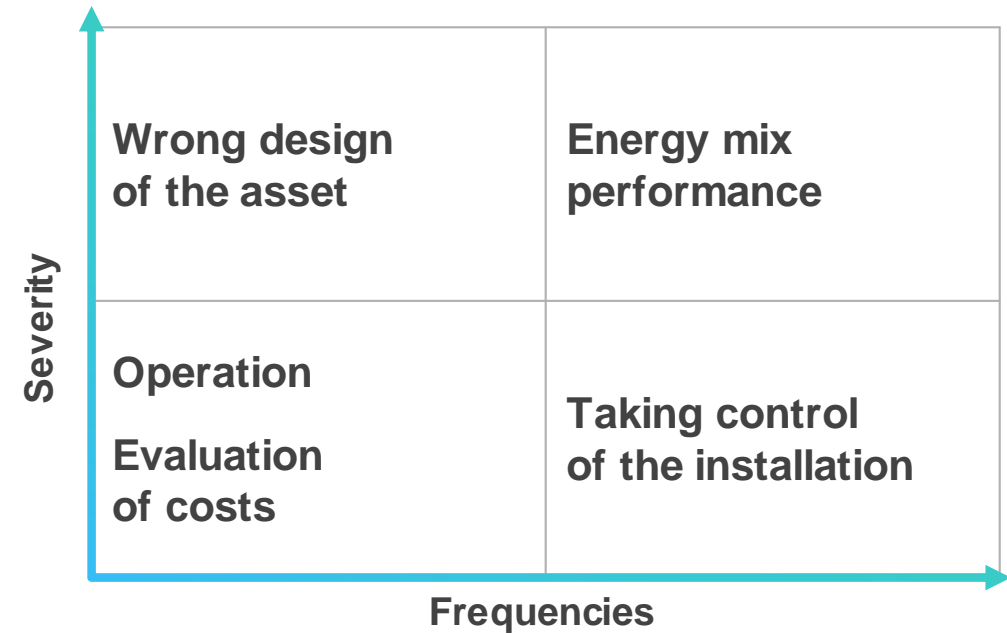 Severity
Wrong design
of the asset
Energy mix
performance
Operation
Evaluation
of costs
Taking control
of the installation
Frequencies